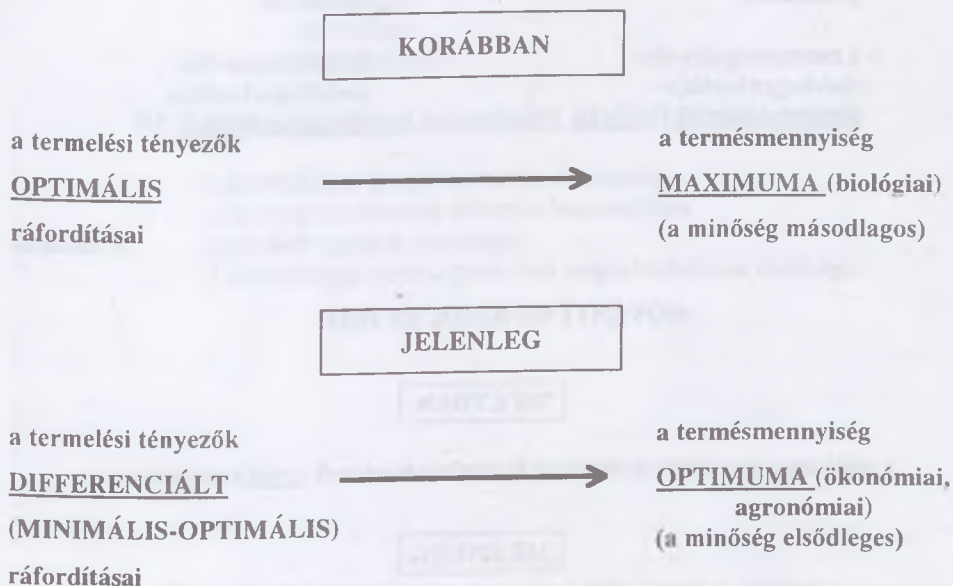 KORÁBBAN
a termelési tényezők
OPTIMÁLIS
ráfordításai
a termésmennyiség
MAXIMUMA (biológiai)
(a minőség másodlagos)
JELENLEG
a termelési tényezők
DIFFERENCIÁLT
(MINIMÁLIS-OPTIMÁLIS)
ráfordításai
a termésmennyiség
OPTIMUMA (ökonómiai,
agronómiai)
(a minőség elsődleges)